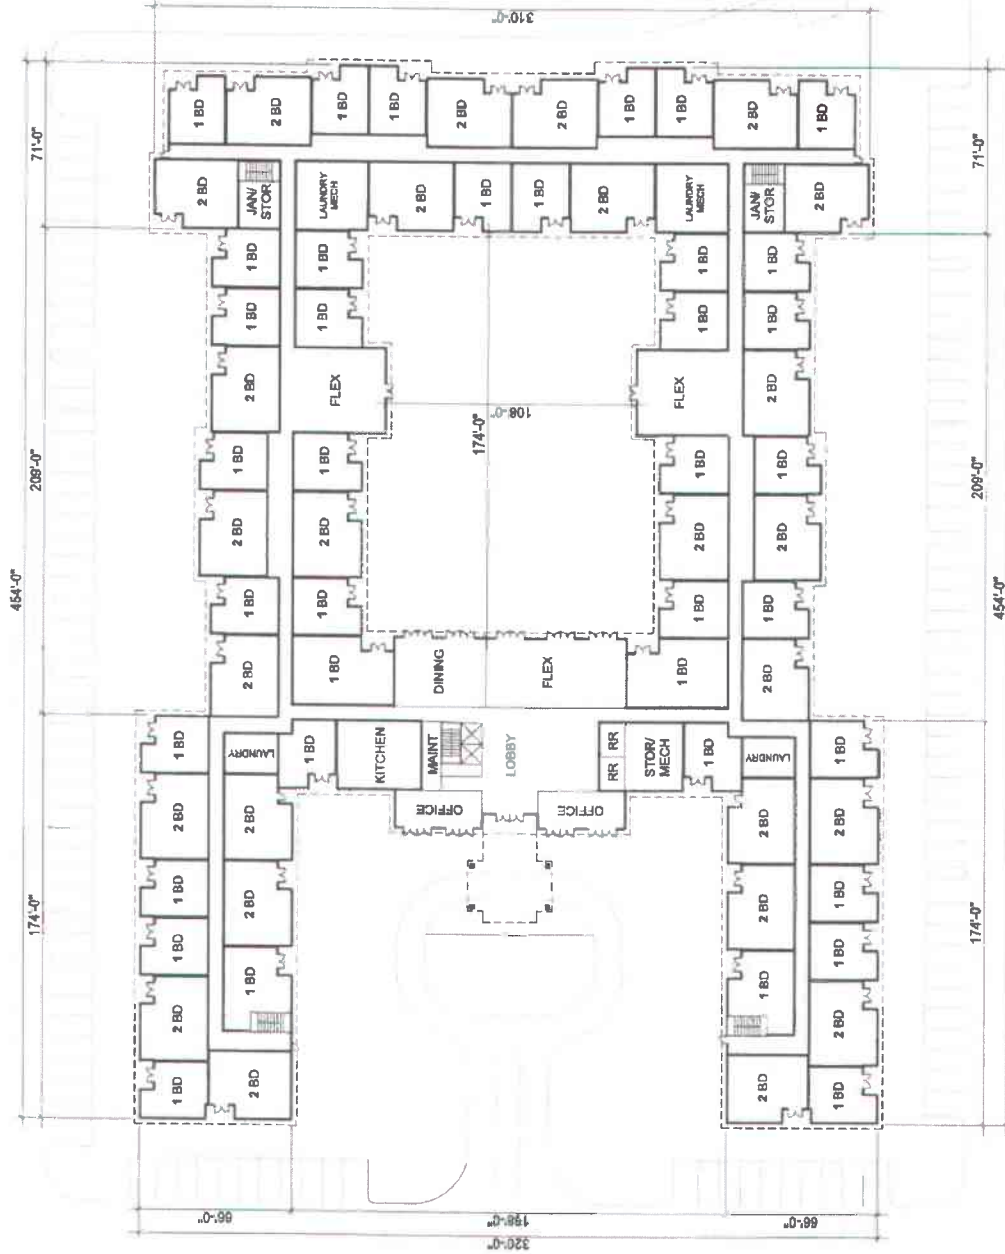 310'-0"
1 BD
2 BD
1 BD
1 BD
2 BD
2 BD
1 BD
1 BD
2 BD
1 BD
71'-0"
71'-0"
2 BD
JAN/
STOR
LAUNDRY
MECH
2 BD
1 BD
1 BD
2 BD
LAUNDRY
MECH
JAN/
STOR
2 BD
1 BD
1 BD
1 BD
1 BD
1 BD
1 BD
1 BD
1 BD
2 BD
FLEX
FLEX
2 BD
108'-0"
174'-0"
209'-0"
1 BD
1 BD
1 BD
1 BD
209'-0"
2 BD
2 BD
2 BD
2 BD
454'-0"
1 BD
1 BD
1 BD
1 BD
454'-0"
2 BD
1 BD
DINING
FLEX
1 BD
2 BD
1 BD
LAUNDRY
1 BD
KITCHEN
MAINT
LOBBY
RR
RR
STOR/
MECH
1 BD
LAUNDRY
1 BD
2 BD
2 BD
OFFICE
OFFICE
2 BD
2 BD
174'-0"
1 BD
2 BD
2 BD
1 BD
174'-0"
1 BD
1 BD
1 BD
1 BD
2 BD
2 BD
1 BD
2 BD
2 BD
1 BD
66'-0"
188'-0"
66'-0"
320'-0"